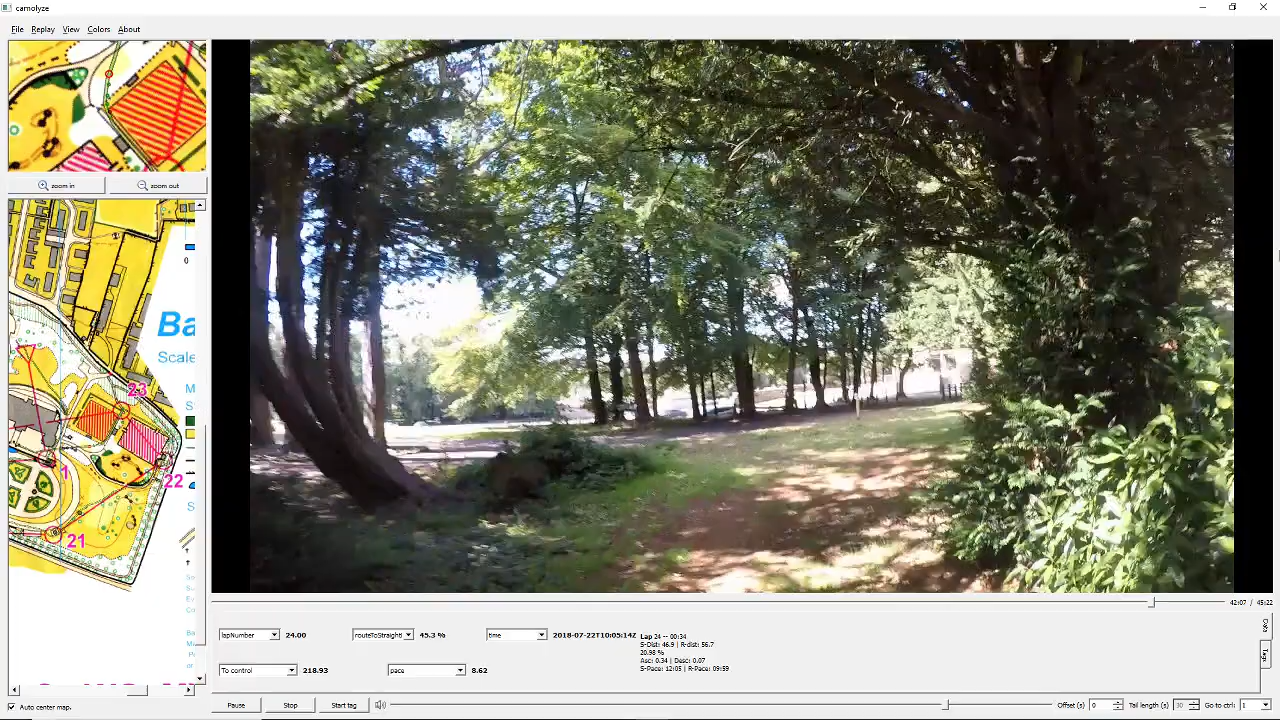 camolyze
File Replay View Colors About
zoom in zoom out
0
Ba
Scale
M
S
23
1
22
S
21
42:07 / 45:22
lapNumber 24.00 routeToStraightl 45.3 % time 2018-07-22T10:05:14Z
To control 218.93 pace 8.62
Lap 24 -- 00:34
S-Dist: 46.9 | R-dist: 56.7
20.98 %
Asc: 0.34 | Desc: 0.07
S-Pace: 12:05 | R-Pace: 09:59
Tags
Auto center map.
Pause Stop Start tag
Offset (s) 0 Tail length (s) 30 Go to ctrl: 1